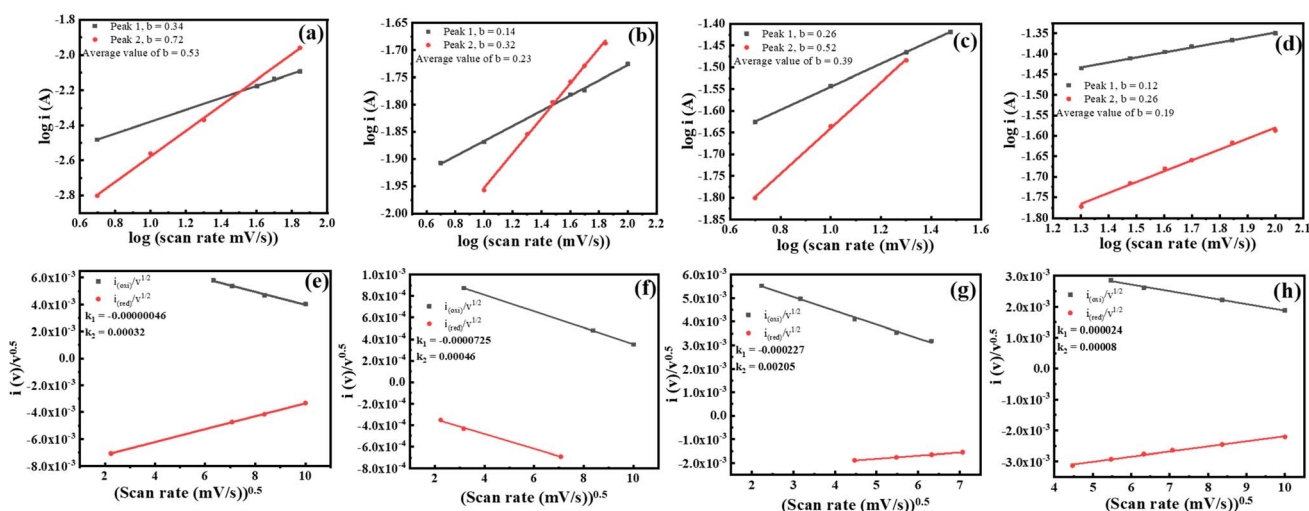 (a)
Peak 1, b = 0.34
Peak 2, b = 0.72
Average value of b = 0.53
log i (A)
-1.8
-2.0
-2.2
-2.4
-2.6
-2.8
0.6 0.8 1.0 1.2 1.4 1.6 1.8 2.0
log (scan rate mV/s))
(b)
Peak 1, b = 0.14
Peak 2, b = 0.32
Average value of b = 0.23
log i (A)
-1.65
-1.70
-1.75
-1.80
-1.85
-1.90
-1.95
-2.00
0.4 0.6 0.8 1.0 1.2 1.4 1.6 1.8 2.0 2.2
log (scan rate (mV/s))
(c)
Peak 1, b = 0.26
Peak 2, b = 0.52
Average value of b = 0.39
log i (A)
-1.40
-1.45
-1.50
-1.55
-1.60
-1.65
-1.70
-1.75
-1.80
-1.85
0.6 0.8 1.0 1.2 1.4 1.6
log (scan rate (mV/s))
(d)
Peak 1, b = 0.12
Peak 2, b = 0.26
Average value of b = 0.19
log i (A)
-1.35
-1.40
-1.45
-1.50
-1.55
-1.60
-1.65
-1.70
-1.75
-1.80
1.2 1.3 1.4 1.5 1.6 1.7 1.8 1.9 2.0 2.1
log (scan rate (mV/s))
(e)
i(oxi)/v^1/2
i(red)/v^1/2
k₁ = -0.00000046
k₂ = 0.00032
i (v)/v^0.5
6.0x10⁻³
4.0x10⁻³
2.0x10⁻³
0.0
-2.0x10⁻³
-4.0x10⁻³
-6.0x10⁻³
-8.0x10⁻³
2 4 6 8 10
(Scan rate (mV/s))^0.5
(f)
i(oxi)/v^1/2
i(red)/v^1/2
k₁ = -0.0000725
k₂ = 0.00046
i (v)/v^0.5
1.0x10⁻³
8.0x10⁻⁴
6.0x10⁻⁴
4.0x10⁻⁴
2.0x10⁻⁴
0.0
-2.0x10⁻⁴
-4.0x10⁻⁴
-6.0x10⁻⁴
-8.0x10⁻⁴
2 4 6 8 10
(Scan rate (mV/s))^0.5
(g)
i(oxi)/v^1/2
i(red)/v^1/2
k₁ = -0.000227
k₂ = 0.00205
i (v)/v^0.5
6.0x10⁻³
5.0x10⁻³
4.0x10⁻³
3.0x10⁻³
2.0x10⁻³
1.0x10⁻³
0.0
-1.0x10⁻³
-2.0x10⁻³
2 3 4 5 6 7
(Scan rate (mV/s))^0.5
(h)
i(oxi)/v^1/2
i(red)/v^1/2
k₁ = 0.000024
k₂ = 0.00008
i (v)/v^0.5
3.0x10⁻³
2.0x10⁻³
1.0x10⁻³
0.0
-1.0x10⁻³
-2.0x10⁻³
-3.0x10⁻³
4 5 6 7 8 9 10
(Scan rate (mV/s))^0.5